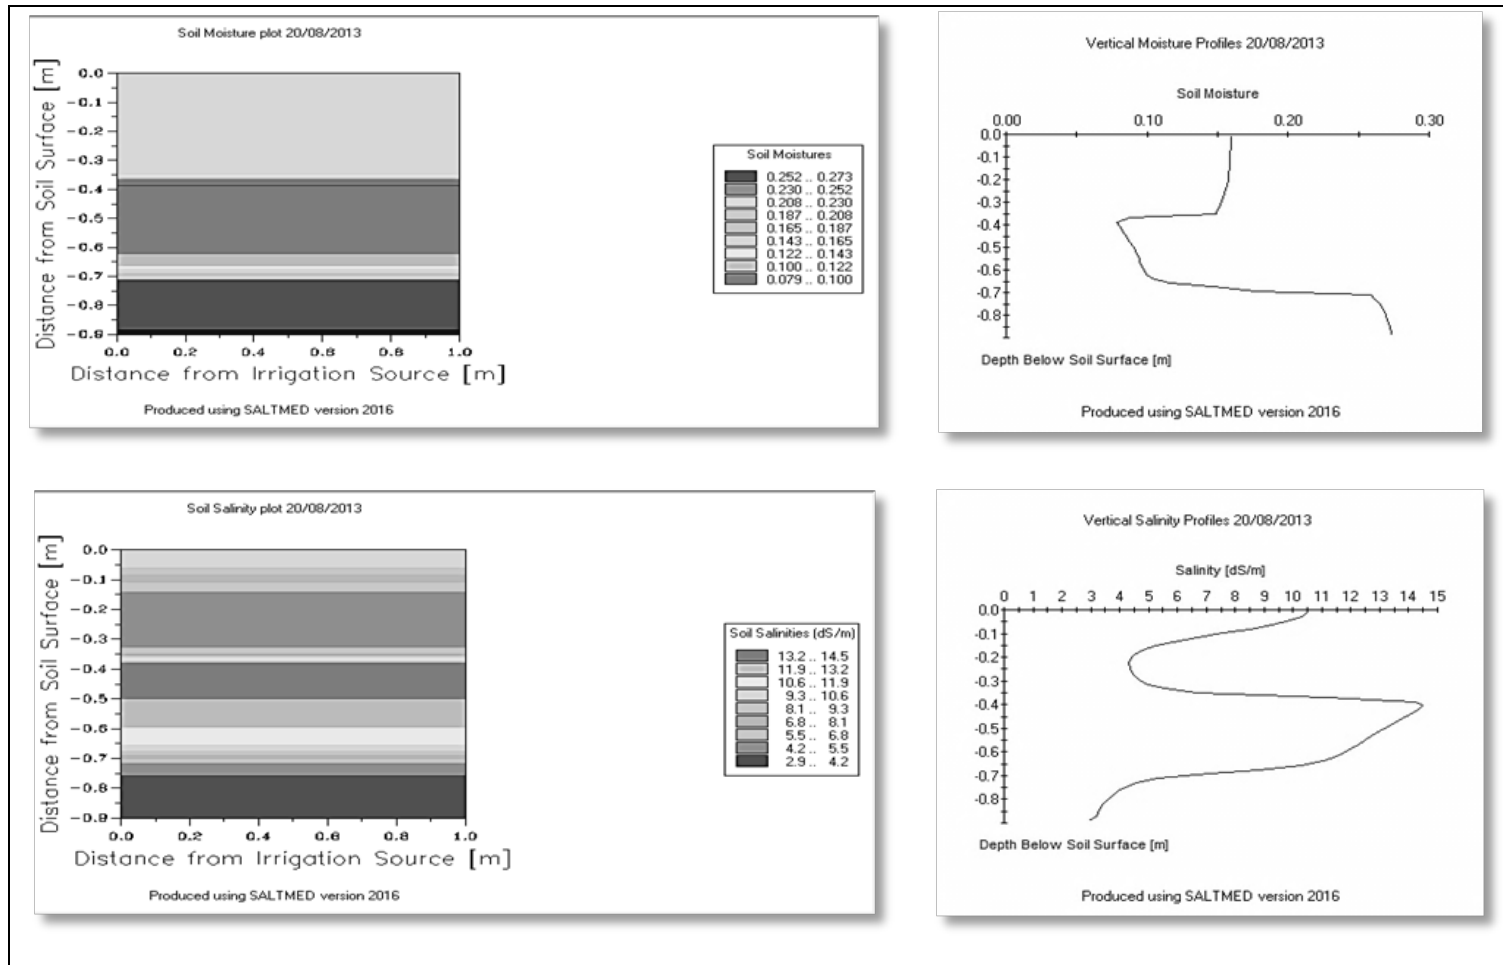 Soil Moisture plot 20/08/2013
Distance from Soil Surface [m]
0.0
-0.1
-0.2
-0.3
-0.4
-0.5
-0.6
-0.7
-0.8
-0.9
0.0 0.2 0.4 0.6 0.8 1.0
Distance from Irrigation Source [m]
Produced using SALTMED version 2016
Soil Moistures
0.252 .. 0.273
0.230 .. 0.252
0.208 .. 0.230
0.187 .. 0.208
0.165 .. 0.187
0.143 .. 0.165
0.122 .. 0.143
0.100 .. 0.122
0.079 .. 0.100
Vertical Moisture Profiles 20/08/2013
Soil Moisture
0.00 0.10 0.20 0.30
0.0
-0.1
-0.2
-0.3
-0.4
-0.5
-0.6
-0.7
-0.8
Depth Below Soil Surface [m]
Produced using SALTMED version 2016
Soil Salinity plot 20/08/2013
Distance from Soil Surface [m]
0.0
-0.1
-0.2
-0.3
-0.4
-0.5
-0.6
-0.7
-0.8
-0.9
0.0 0.2 0.4 0.6 0.8 1.0
Distance from Irrigation Source [m]
Produced using SALTMED version 2016
Soil Salinities (dS/m)
13.2 .. 14.5
11.9 .. 13.2
10.6 .. 11.9
9.3 .. 10.6
8.1 .. 9.3
6.8 .. 8.1
5.5 .. 6.8
4.2 .. 5.5
2.9 .. 4.2
Vertical Salinity Profiles 20/08/2013
Salinity [dS/m]
0 1 2 3 4 5 6 7 8 9 10 11 12 13 14 15
0.0
-0.1
-0.2
-0.3
-0.4
-0.5
-0.6
-0.7
-0.8
Depth Below Soil Surface [m]
Produced using SALTMED version 2016